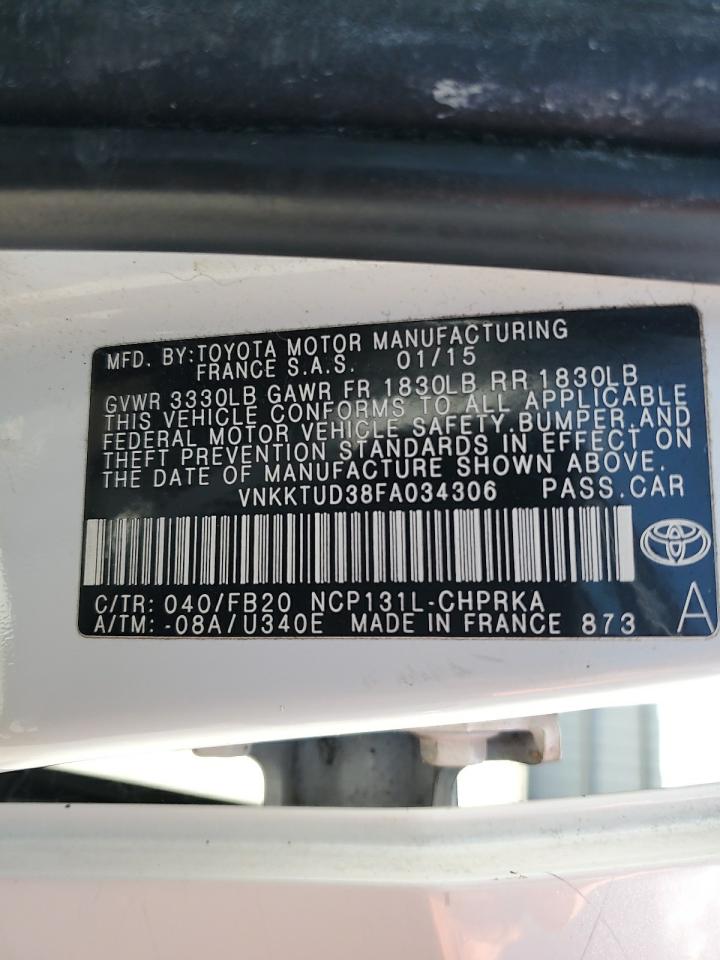 MFD. BY: TOYOTA MOTOR MANUFACTURING
FRANCE S.A.S. 01/15
GVWR 3330LB GAWR FR 1830LB RR 1830LB
THIS VEHICLE CONFORMS TO ALL APPLICABLE
FEDERAL MOTOR VEHICLE SAFETY, BUMPER, AND
THEFT PREVENTION STANDARDS IN EFFECT ON
THE DATE OF MANUFACTURE SHOWN ABOVE.
VNKKTUD38FA034306 PASS.CAR
C/TR: 040/FB20 NCP131L-CHPRKA
A/TM: -08A/U340E MADE IN FRANCE 873 A